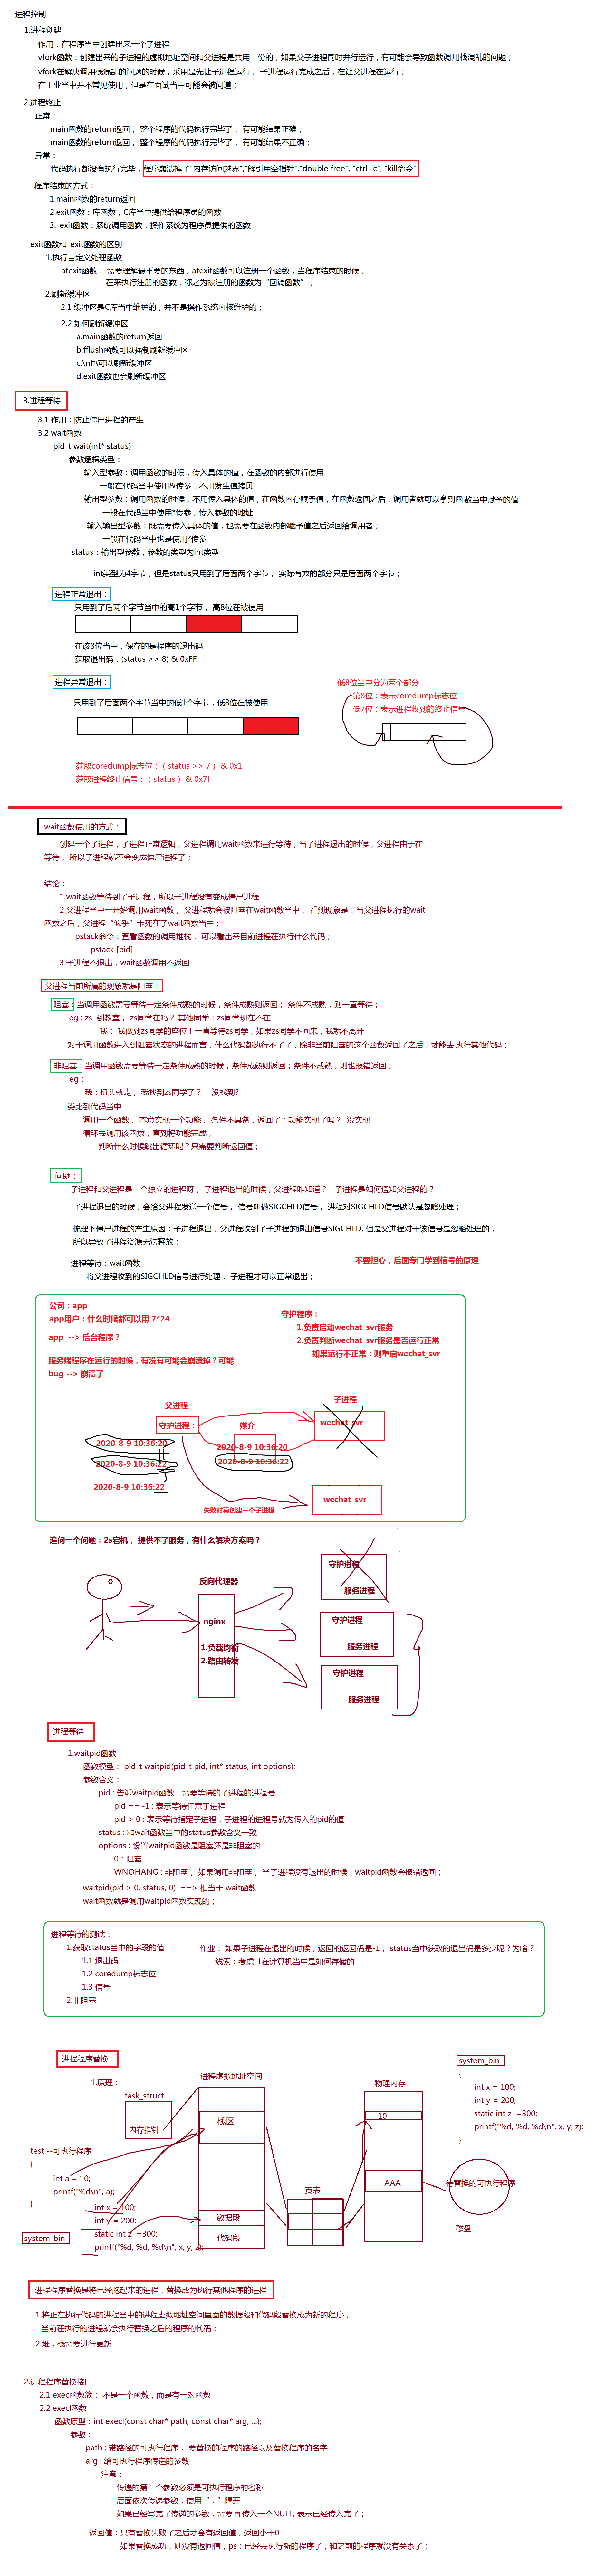 进程控制
1.进程创建
作用：在程序当中创建出来一个子进程
vfork函数：创建出来的子进程的虚拟地址空间和父进程是共用一份的，如果父子进程同时并行运行，有可能会导致函数调用栈混乱的问题；
vfork在解决调用栈混乱的问题的时候，采用是先让子进程运行， 子进程运行完成之后，在让父进程在运行；
在工业当中并不常见使用，但是在面试当中可能会被问道；
2.进程终止
正常：
main函数的return返回， 整个程序的代码执行完毕了， 有可能结果正确；
main函数的return返回， 整个程序的代码执行完毕了， 有可能结果不正确；
异常：
代码执行都没有执行完毕，程序崩溃掉了"内存访问越界","解引用空指针","double free", "ctrl+c", "kill命令"
程序结束的方式：
1.main函数的return返回
2.exit函数：库函数，C库当中提供给程序员的函数
3._exit函数：系统调用函数，操作系统为程序员提供的函数
exit函数和_exit函数的区别
1.执行自定义处理函数
atexit函数： 需要理解最重要的东西，atexit函数可以注册一个函数，当程序结束的时候，
在来执行注册的函数，称之为被注册的函数为“回调函数”；
2.刷新缓冲区
2.1 缓冲区是C库当中维护的，并不是操作系统内核维护的；
2.2 如何刷新缓冲区
a.main函数的return返回
b.fflush函数可以强制刷新缓冲区
c.\n也可以刷新缓冲区
d.exit函数也会刷新缓冲区
3.进程等待
3.1 作用：防止僵尸进程的产生
3.2 wait函数
pid_t wait(int* status)
参数逻辑类型：
输入型参数：调用函数的时候，传入具体的值，在函数的内部进行使用
一般在代码当中使用&传参，不用发生值拷贝
输出型参数：调用函数的时候，不用传入具体的值，在函数内存赋予值，在函数返回之后，调用者就可以拿到函数当中赋予的值
一般在代码当中使用*传参，传入参数的地址
输入输出型参数：既需要传入具体的值，也需要在函数内部赋予值之后返回给调用者；
一般在代码当中也是使用*传参
status：输出型参数，参数的类型为int类型
int类型为4字节，但是status只用到了后面两个字节， 实际有效的部分只是后面两个字节；
进程正常退出：
只用到了后两个字节当中的高1个字节， 高8位在被使用
在该8位当中，保存的是程序的退出码
获取退出码：(status >> 8) & 0xFF
进程异常退出：
只用到了后面两个字节当中的低1个字节，低8位在被使用
低8位当中分为两个部分
第8位：表示coredump标志位
低7位：表示进程收到的终止信号
获取coredump标志位：（ status >> 7 ）& 0x1
获取进程终止信号：（ status ）& 0x7f
wait函数使用的方式：
创建一个子进程，子进程正常逻辑，父进程调用wait函数来进行等待，当子进程退出的时候，父进程由于在
等待， 所以子进程就不会变成僵尸进程了；
结论：
1.wait函数等待到了子进程，所以子进程没有变成僵尸进程
2.父进程当中一开始调用wait函数， 父进程就会被阻塞在wait函数当中， 看到现象是：当父进程执行的wait
函数之后，父进程“似乎”卡死在了wait函数当中；
pstack命令：查看函数的调用堆栈， 可以看出来目前进程在执行什么代码；
pstack [pid]
3.子进程不退出，wait函数调用不返回
父进程当前所属的现象就是阻塞：
阻塞：当调用函数需要等待一定条件成熟的时候，条件成熟则返回； 条件不成熟，则一直等待；
eg : zs 到教室， zs同学在吗？ 其他同学：zs同学现在不在
我： 我做到zs同学的座位上一直等待zs同学，如果zs同学不回来，我就不离开
对于调用函数进入到阻塞状态的进程而言，什么代码都执行不了了，除非当前阻塞的这个函数返回了之后，才能去执行其他代码；
非阻塞：当调用函数需要等待一定条件成熟的时候，条件成熟则返回；条件不成熟，则也报错返回；
eg：
我：扭头就走， 我找到zs同学了？ 没找到?
类比到代码当中
调用一个函数， 本意实现一个功能， 条件不具备，返回了；功能实现了吗？ 没实现
循环去调用该函数，直到将功能完成；
判断什么时候跳出循环呢？只需要判断返回值；
问题：
子进程和父进程是一个独立的进程呀， 子进程退出的时候，父进程咋知道？ 子进程是如何通知父进程的？
子进程退出的时候，会给父进程发送一个信号， 信号叫做SIGCHLD信号， 进程对SIGCHLD信号默认是忽略处理；
梳理下僵尸进程的产生原因：子进程退出，父进程收到了子进程的退出信号SIGCHLD, 但是父进程对于该信号是忽略处理的，
所以导致子进程资源无法释放；
进程等待：wait函数
不要担心，后面专门学到信号的原理
将父进程收到的SIGCHLD信号进行处理， 子进程才可以正常退出；
公司：app
app用户：什么时候都可以用 7*24
app --> 后台程序？
服务端程序在运行的时候，有没有可能会崩溃掉？可能
bug --> 崩溃了
守护程序：
1.负责启动wechat_svr服务
2.负责判断wechat_svr服务是否运行正常
如果运行不正常：则重启wechat_svr
父进程
守护进程：
媒介
子进程
wechat_svr
2020-8-9 10:36:20
2020-8-9 10:36:22
2020-8-9 10:36:22
2020-8-9 10:36:20
2020-8-9 10:36:22
wechat_svr
失败时再创建一个子进程
追问一个问题：2s宕机， 提供不了服务，有什么解决方案吗？
反向代理器
nginx
1.负载均衡
2.路由转发
守护进程
服务进程
守护进程
服务进程
守护进程
服务进程
进程等待
1.waitpid函数
函数模型： pid_t waitpid(pid_t pid, int* status, int options);
参数含义：
pid : 告诉waitpid函数，需要等待的子进程的进程号
pid == -1 : 表示等待任意子进程
pid > 0 : 表示等待指定子进程，子进程的进程号就为传入的pid的值
status : 和wait函数当中的status参数含义一致
options : 设置waitpid函数是阻塞还是非阻塞的
0：阻塞
WNOHANG : 非阻塞， 如果调用非阻塞， 当子进程没有退出的时候，waitpid函数会报错返回；
waitpid(pid > 0, status, 0) ==> 相当于 wait函数
wait函数就是调用waitpid函数实现的；
进程等待的测试：
1.获取status当中的字段的值
1.1 退出码
1.2 coredump标志位
1.3 信号
2.非阻塞
作业： 如果子进程在退出的时候，返回的返回码是-1， status当中获取的退出码是多少呢？为啥？
线索：考虑-1在计算机当中是如何存储的
进程程序替换：
1.原理：
task_struct
内存指针
进程虚拟地址空间
栈区
数据段
代码段
页表
物理内存
10
AAA
system_bin
{
int x = 100;
int y = 200;
static int z =300;
printf("%d, %d, %d\n", x, y, z);
}
待替换的可执行程序
磁盘
test --可执行程序
{
int a = 10;
printf("%d\n", a);
}
int x = 100;
int y = 200;
static int z =300;
printf("%d, %d, %d\n", x, y, z);
system_bin
进程程序替换是将已经跑起来的进程，替换成为执行其他程序的进程
1.将正在执行代码的进程当中的进程虚拟地址空间里面的数据段和代码段替换成为新的程序，
当前在执行的进程就会执行替换之后的程序的代码；
2.堆，栈需要进行更新
2.进程程序替换接口
2.1 exec函数簇： 不是一个函数，而是有一对函数
2.2 execl函数
函数原型：int execl(const char* path, const char* arg, ...);
参数：
path : 带路径的可执行程序， 要替换的程序的路径以及替换程序的名字
arg : 给可执行程序传递的参数
注意：
传递的第一个参数必须是可执行程序的名称
后面依次传递参数，使用“，”隔开
如果已经写完了传递的参数，需要再传入一个NULL, 表示已经传入完了；
返回值：只有替换失败了之后才会有返回值，返回小于0
如果替换成功，则没有返回值，ps：已经去执行新的程序了，和之前的程序就没有关系了；